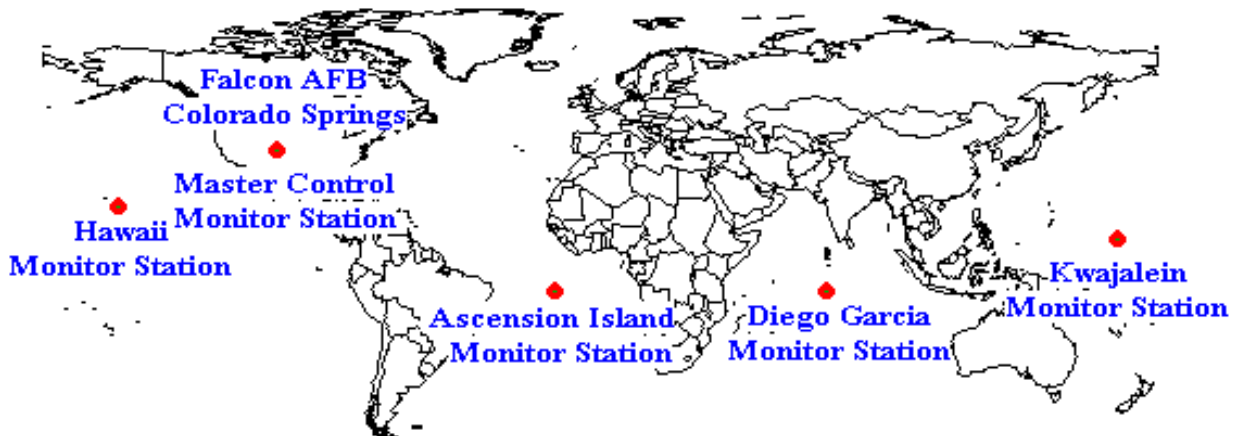 Falcon AFB
Colorado Springs
Master Control
Monitor Station
Hawaii
Monitor Station
Ascension Island
Monitor Station
Diego Garcia
Monitor Station
Kwajalein
Monitor Station